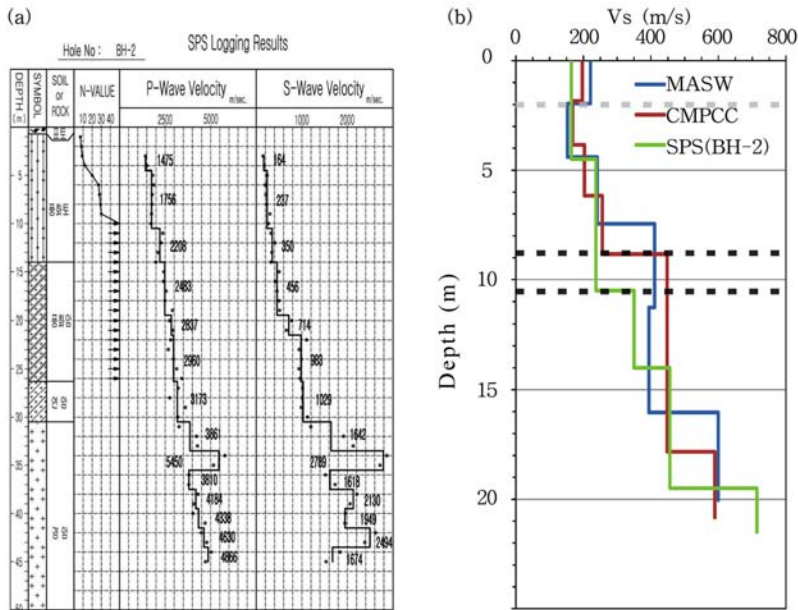 (a)
Hole No : BH-2
SPS Logging Results
DEPTH (m)
SYMBOL
SOIL or ROCK
N-VALUE
10 20 30 40
P-Wave Velocity m/sec.
2500 5000
S-Wave Velocity m/sec.
1000 2000
-5
-10
-15
-20
-25
-30
-35
-40
-45
1475
1756
2208
2483
2837
2960
3173
3861
5450
3810
4184
4338
4630
4866
164
237
350
456
714
983
1029
1642
2789
1618
2130
1949
2494
1674
(b)
Vs (m/s)
0 200 400 600 800
0
5
10
15
20
Depth (m)
MASW
CMPCC
SPS(BH-2)